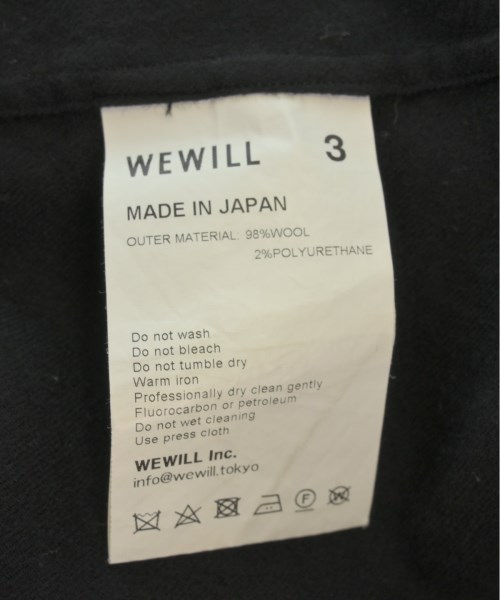 WEWILL 3
MADE IN JAPAN
OUTER MATERIAL: 98%WOOL
2%POLYURETHANE
Do not wash
Do not bleach
Do not tumble dry
Warm iron
Professionally dry clean gently
Fluorocarbon or petroleum
Do not wet cleaning
Use press cloth
WEWILL Inc.
info@wewill.tokyo
F W